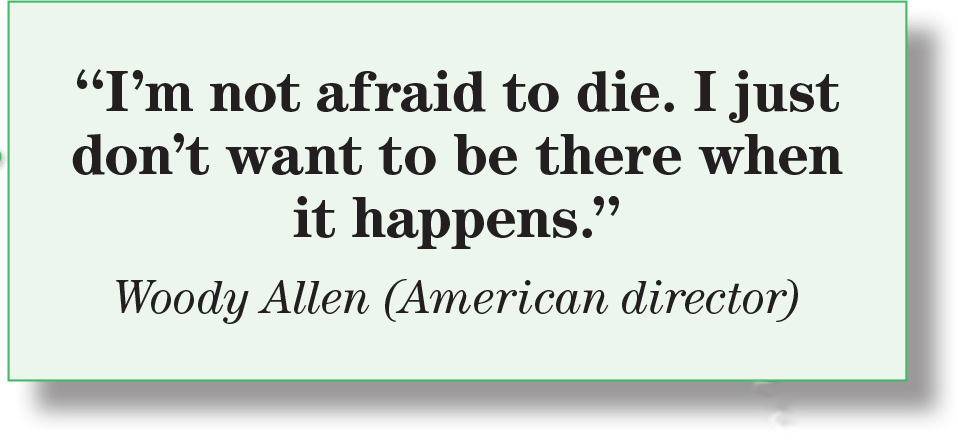 “I’m not afraid to die. I just
don’t want to be there when
it happens.”
Woody Allen (American director)